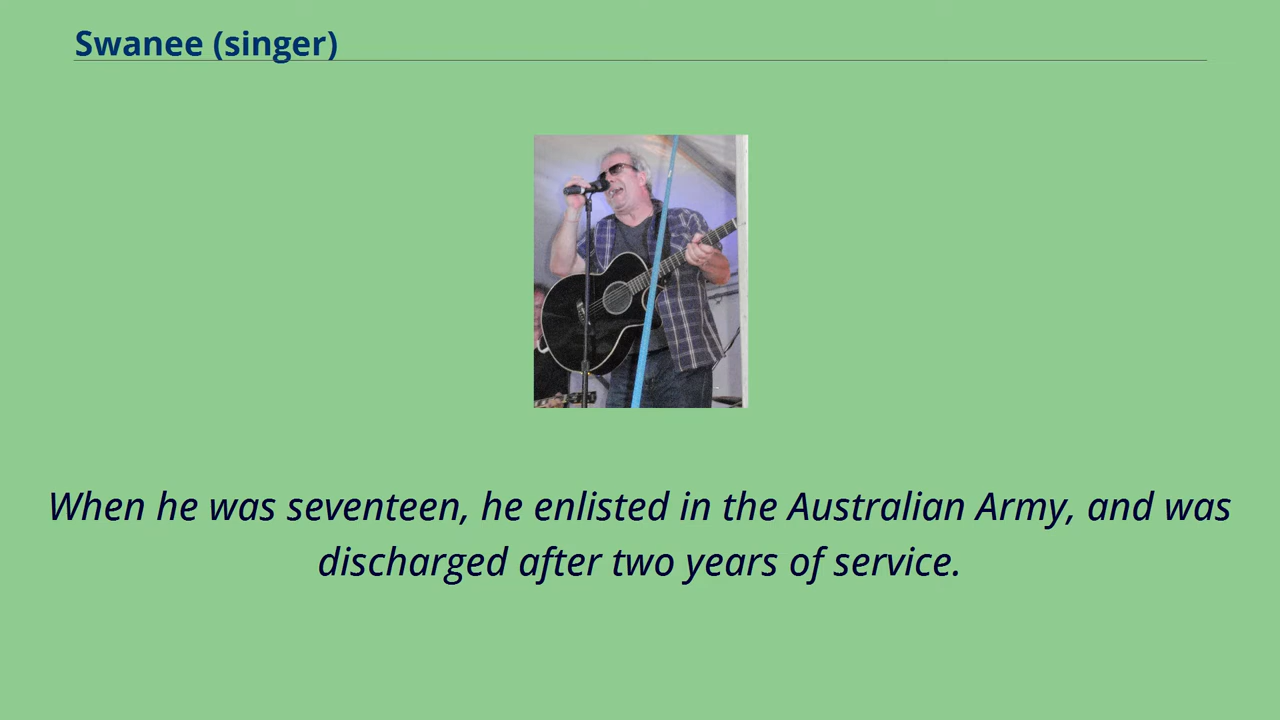 Swanee (singer)
When he was seventeen, he enlisted in the Australian Army, and was
discharged after two years of service.